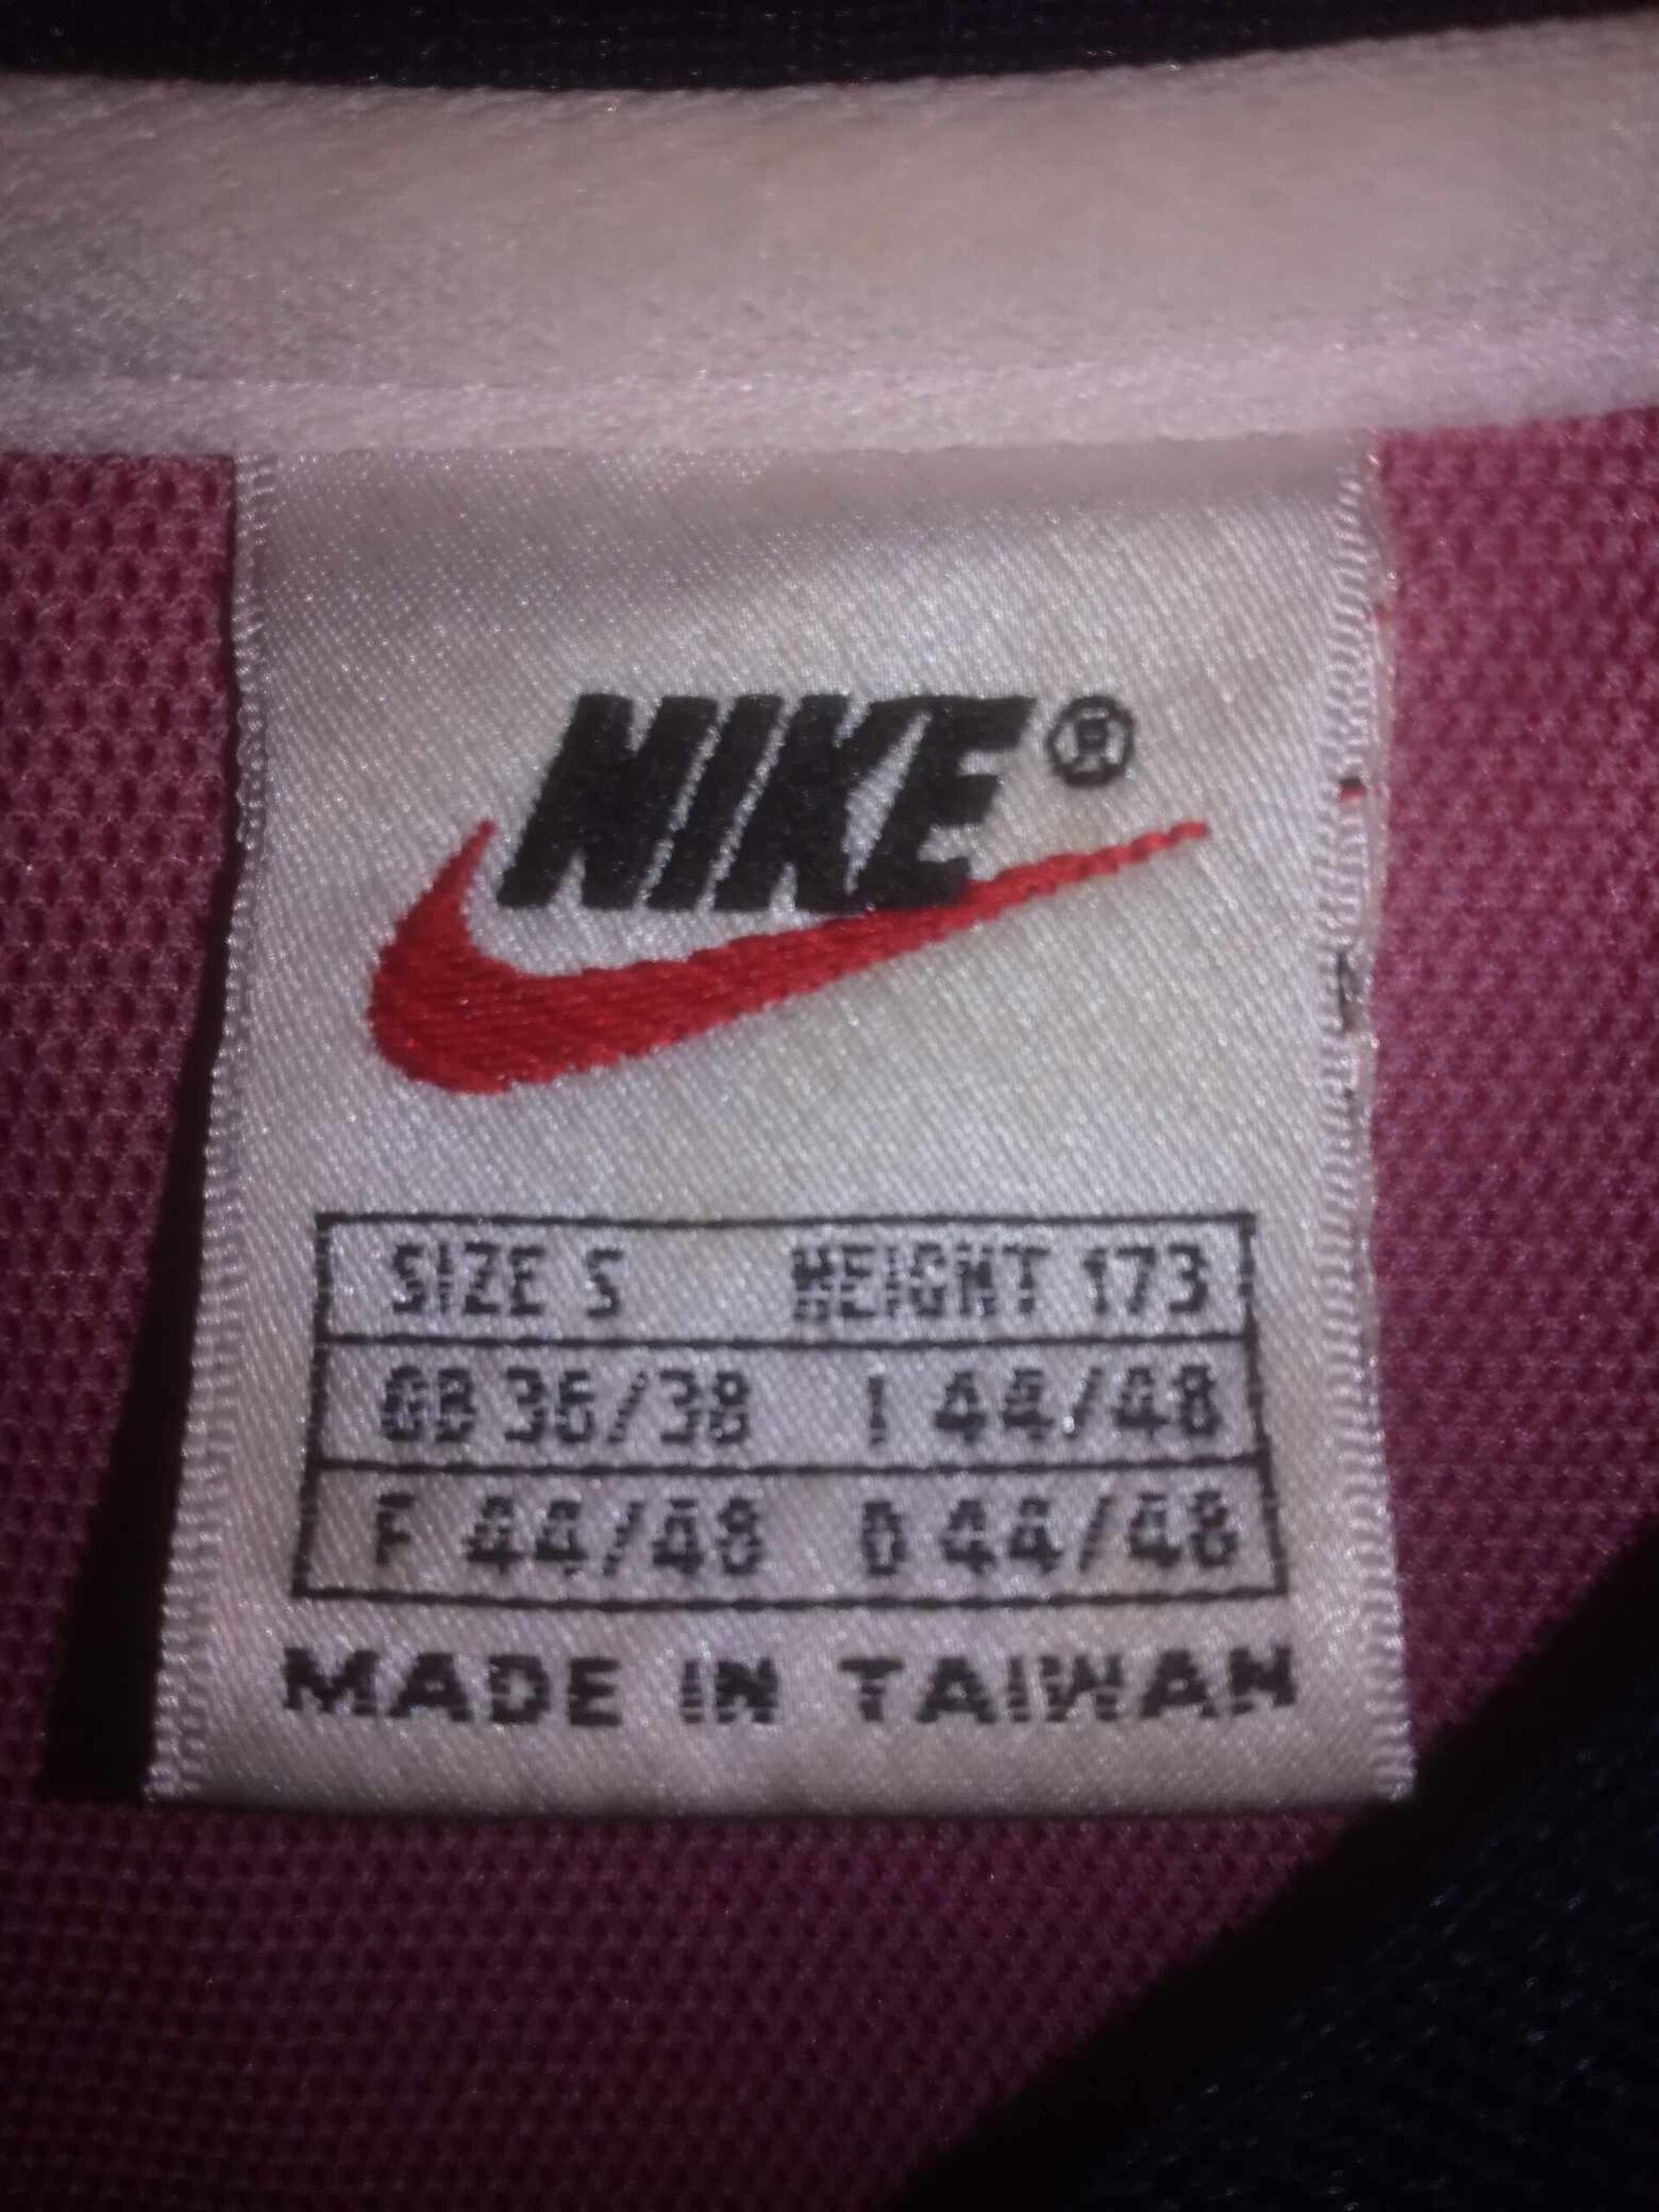 NIKE®
SIZE S HEIGHT 173
GB 36/38 I 44/48
F 44/48 D 44/48
MADE IN TAIWAN